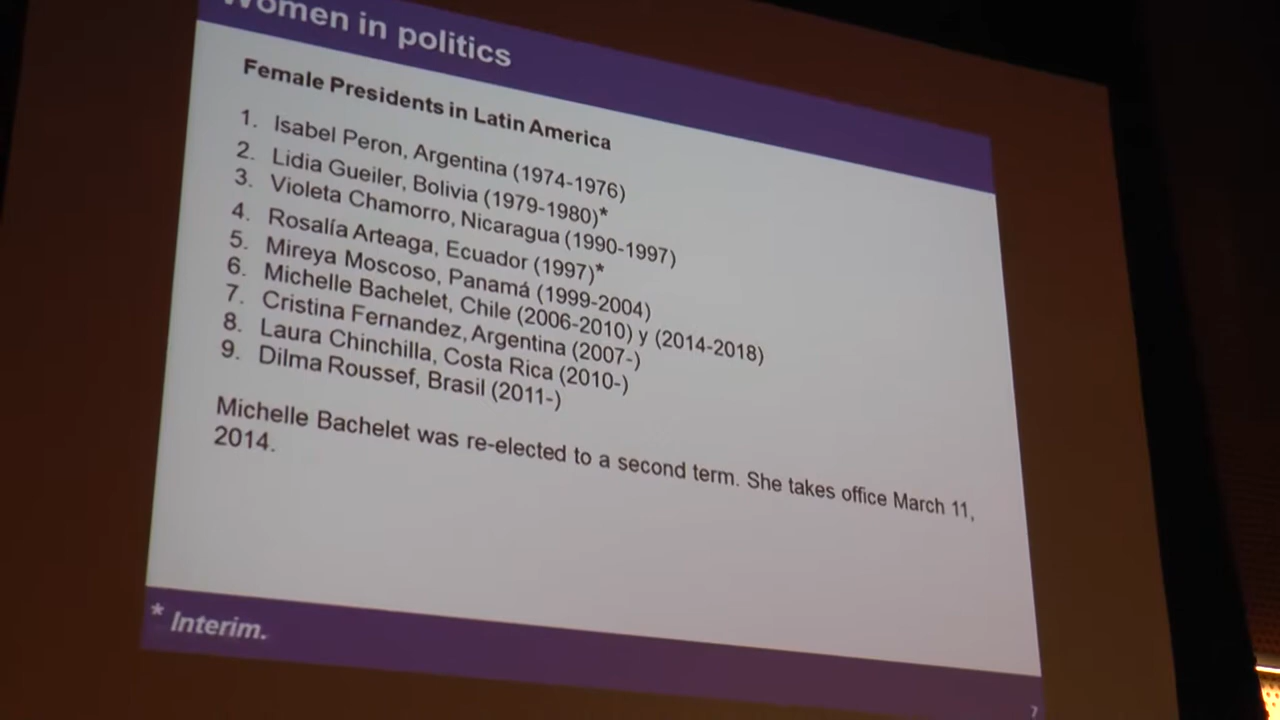 Women in politics
Female Presidents in Latin America
1. Isabel Peron, Argentina (1974-1976)
2. Lidia Gueiler, Bolivia (1979-1980)*
3. Violeta Chamorro, Nicaragua (1990-1997)
4. Rosalía Arteaga, Ecuador (1997)*
5. Mireya Moscoso, Panamá (1999-2004)
6. Michelle Bachelet, Chile (2006-2010) y (2014-2018)
7. Cristina Fernandez, Argentina (2007-)
8. Laura Chinchilla, Costa Rica (2010-)
9. Dilma Roussef, Brasil (2011-)
Michelle Bachelet was re-elected to a second term. She takes office March 11,
2014.
* Interim.
7